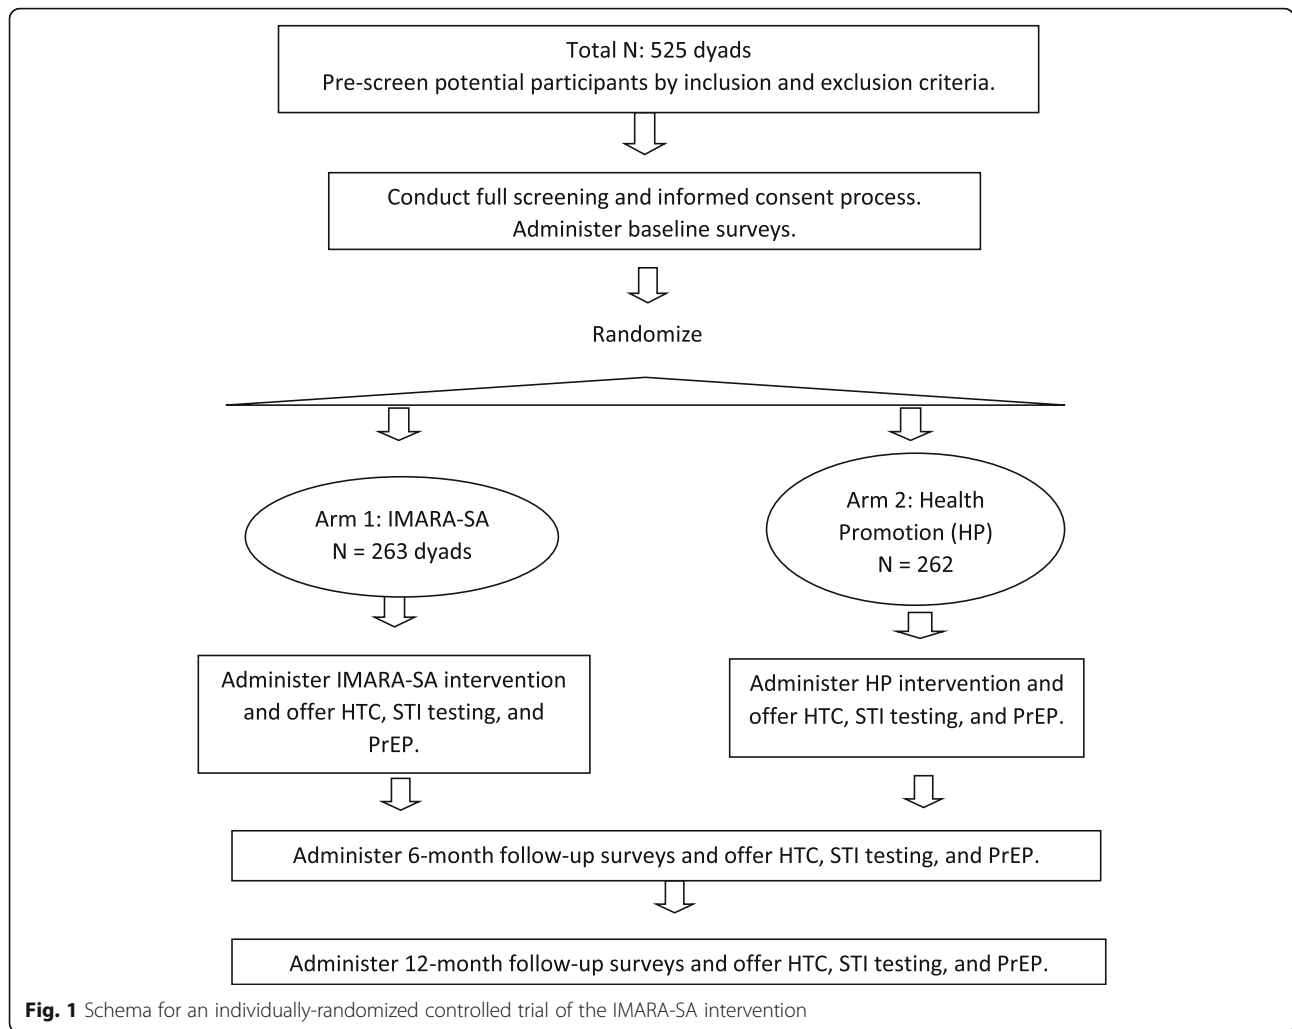 Total N: 525 dyads
Pre-screen potential participants by inclusion and exclusion criteria.
Conduct full screening and informed consent process.
Administer baseline surveys.
Randomize
Arm 1: IMARA-SA
N = 263 dyads
Arm 2: Health
Promotion (HP)
N = 262
Administer IMARA-SA intervention
and offer HTC, STI testing, and
PrEP.
Administer HP intervention and
offer HTC, STI testing, and PrEP.
Administer 6-month follow-up surveys and offer HTC, STI testing, and PrEP.
Administer 12-month follow-up surveys and offer HTC, STI testing, and PrEP.
Fig. 1 Schema for an individually-randomized controlled trial of the IMARA-SA intervention